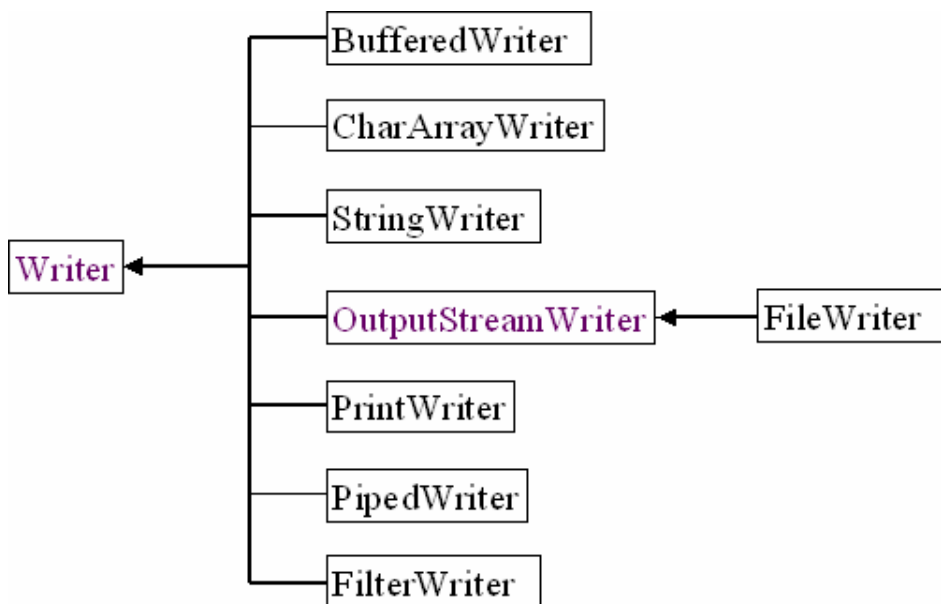 BufferedWriter
CharArrayWriter
StringWriter
Writer
OutputStreamWriter
FileWriter
PrintWriter
PipedWriter
FilterWriter